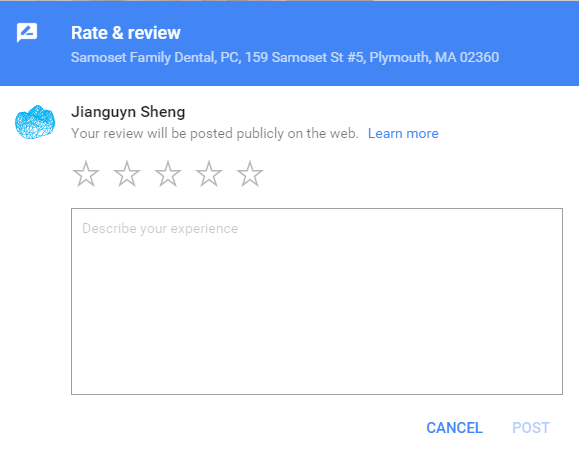 Rate & review
Samoset Family Dental, PC, 159 Samoset St #5, Plymouth, MA 02360
Jianguyn Sheng
Your review will be posted publicly on the web. Learn more
Describe your experience
CANCEL POST